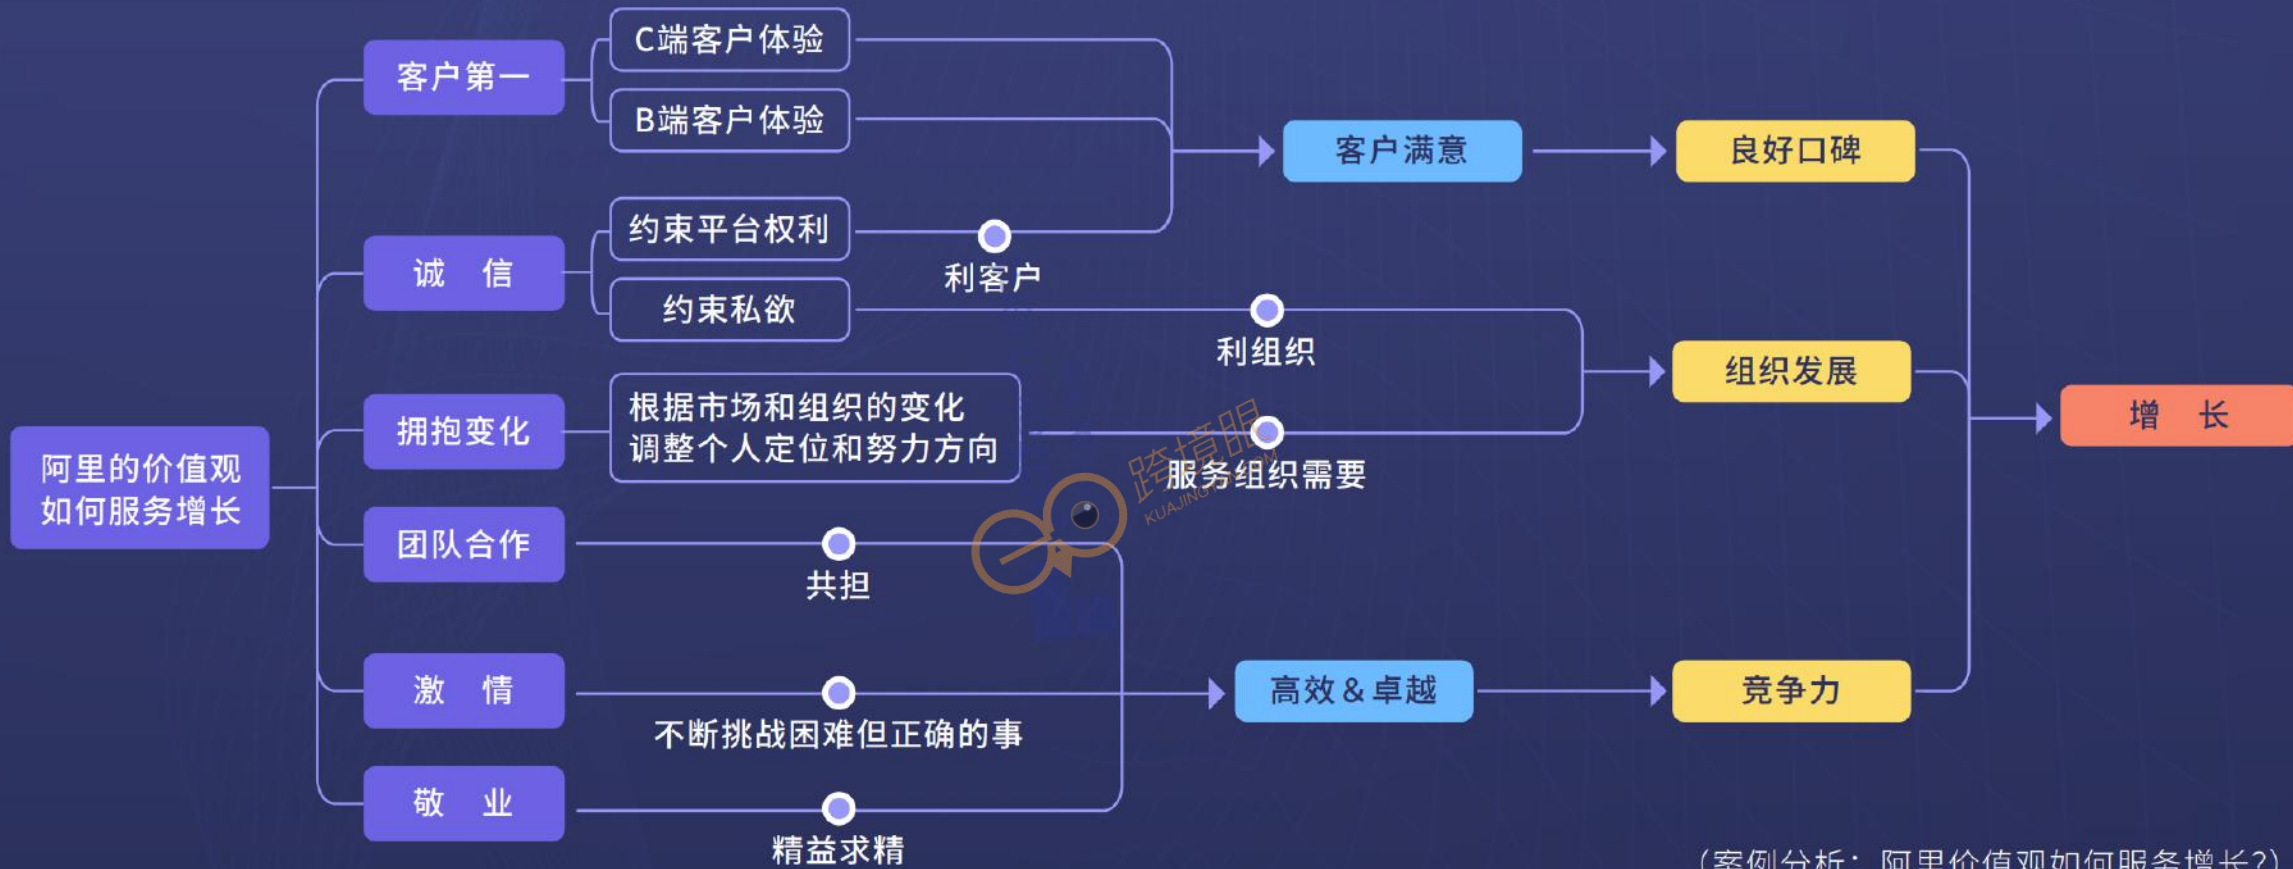 阿里的价值观
如何服务增长
客户第一
C端客户体验
B端客户体验
诚 信
约束平台权利
利客户
约束私欲
利组织
拥抱变化
根据市场和组织的变化
调整个人定位和努力方向
服务组织需要
团队合作
共担
激 情
不断挑战困难但正确的事
敬 业
精益求精
客户满意
高效&卓越
良好口碑
组织发展
竞争力
增 长
跨境眼
(案例分析：阿里价值观如何服务增长?)